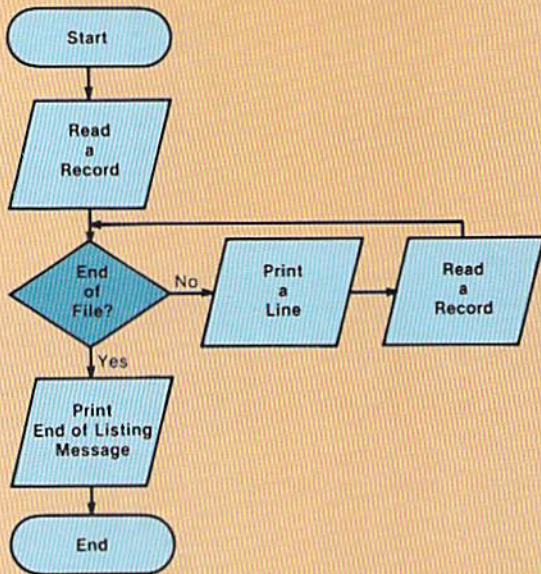 Start
Read
a
Record
End
of
File?
No
Print
a
Line
Read
a
Record
Yes
Print
End of Listing
Message
End